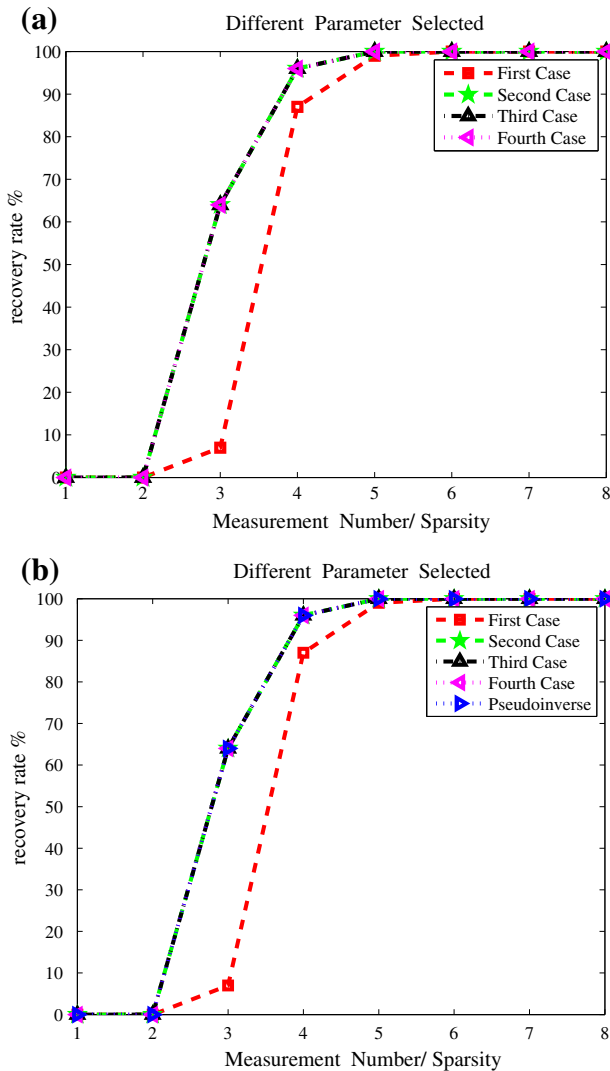 (a)
Different Parameter Selected
100
90
80
70
60
50
40
30
20
10
0
recovery rate %
First Case
Second Case
Third Case
Fourth Case
1 2 3 4 5 6 7 8
Measurement Number/ Sparsity
(b)
Different Parameter Selected
100
90
80
70
60
50
40
30
20
10
0
recovery rate %
First Case
Second Case
Third Case
Fourth Case
Pseudoinverse
1 2 3 4 5 6 7 8
Measurement Number/ Sparsity